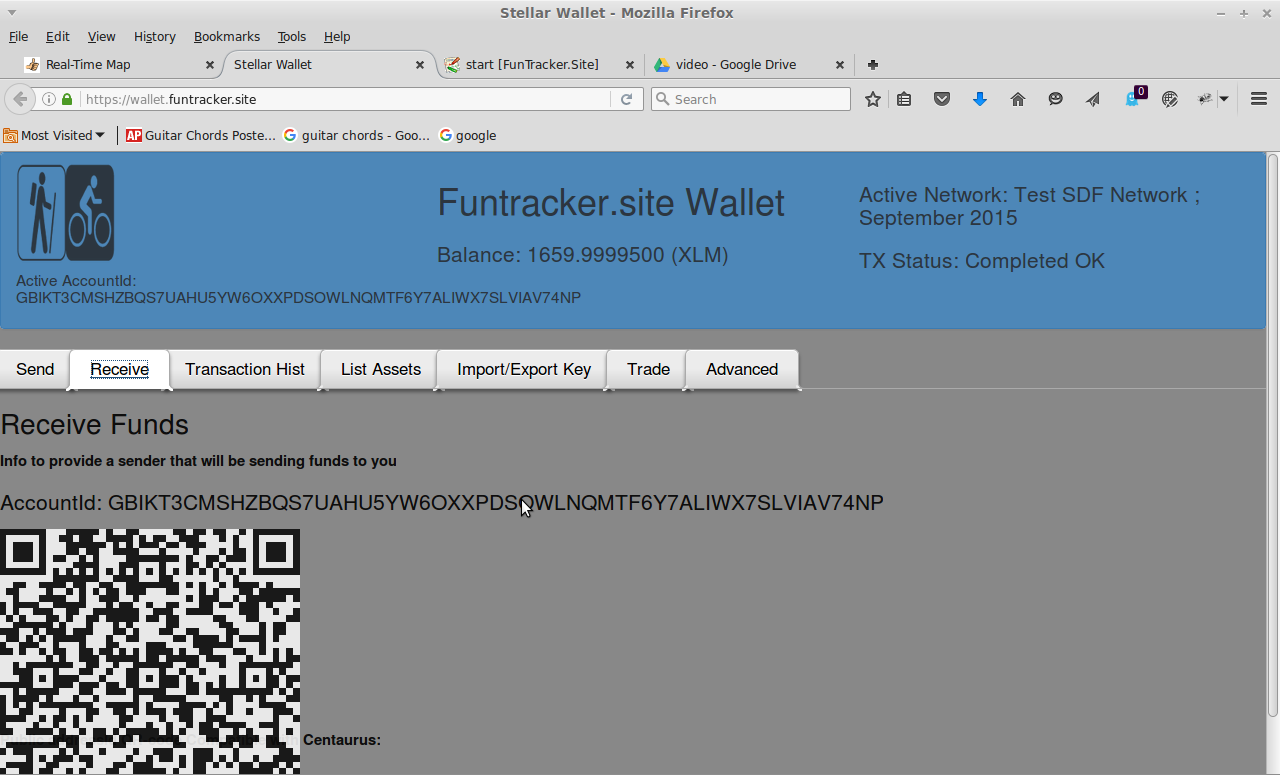 Stellar Wallet - Mozilla Firefox
File Edit View History Bookmarks Tools Help
Real-Time Map
Stellar Wallet
start [FunTracker.Site]
video - Google Drive
https://wallet.funtracker.site
Search
0
Most Visited
AP Guitar Chords Poste...
guitar chords - Goo...
google
Funtracker.site Wallet
Balance: 1659.9999500 (XLM)
Active Network: Test SDF Network ;
September 2015
TX Status: Completed OK
Active AccountId:
GBIKT3CMSHZBQS7UAHU5YW6OXXPDSOWLNQMTF6Y7ALIWX7SLVIAV74NP
Send
Receive
Transaction Hist
List Assets
Import/Export Key
Trade
Advanced
Receive Funds
Info to provide a sender that will be sending funds to you
AccountId: GBIKT3CMSHZBQS7UAHU5YW6OXXPDSOWLNQMTF6Y7ALIWX7SLVIAV74NP
Centaurus: